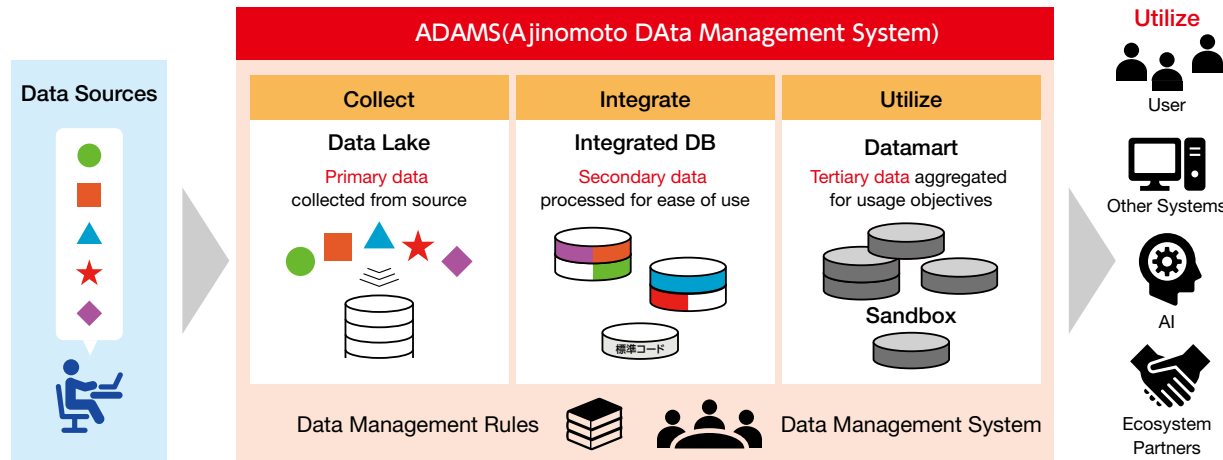 ADAMS(Ajinomoto DAta Management System)
Data Sources
Collect
Data Lake
Primary data
collected from source
Integrate
Integrated DB
Secondary data
processed for ease of use
標準コード
Utilize
Datamart
Tertiary data aggregated
for usage objectives
Sandbox
Data Management Rules
Data Management System
Utilize
User
Other Systems
AI
Ecosystem
Partners